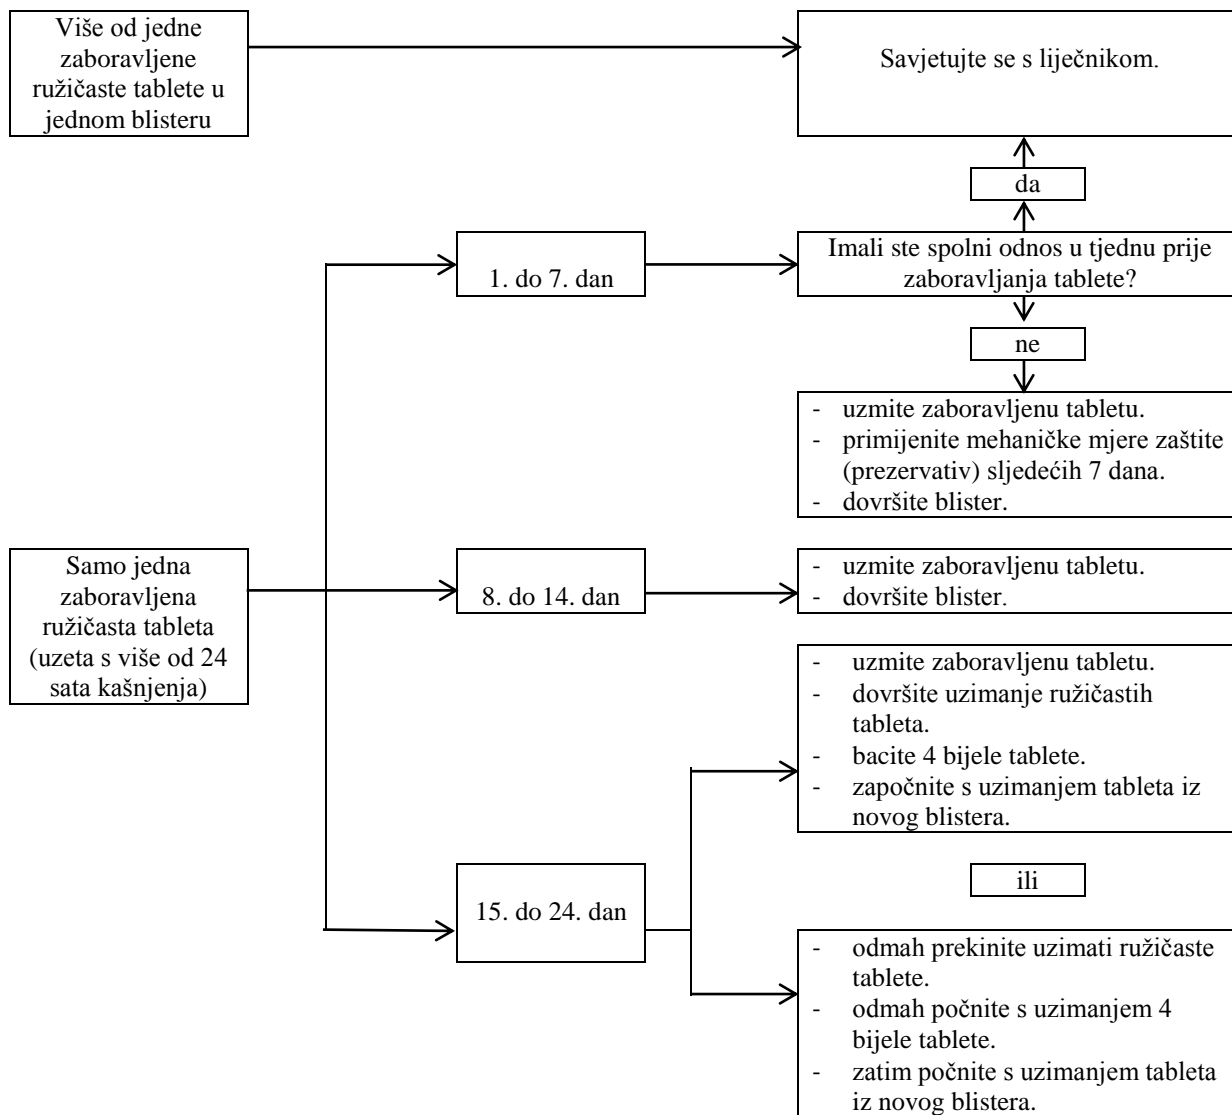 Više od jedne
zaboravljene
ružičaste tablete u
jednom blisteru
Savjetujte se s liječnikom.
da
1. do 7. dan
Imali ste spolni odnos u tjednu prije
zaboravljanja tablete?
ne
- uzmite zaboravljenu tabletu.
- primijenite mehaničke mjere zaštite
(prezervativ) sljedećih 7 dana.
- dovršite blister.
Samo jedna
zaboravljena
ružičasta tableta
(uzeta s više od 24
sata kašnjenja)
8. do 14. dan
- uzmite zaboravljenu tabletu.
- dovršite blister.
15. do 24. dan
- uzmite zaboravljenu tabletu.
- dovršite uzimanje ružičastih
tableta.
- bacite 4 bijele tablete.
- započnite s uzimanjem tableta iz
novog blistera.
ili
- odmah prekinite uzimati ružičaste
tablete.
- odmah počnite s uzimanjem 4
bijele tablete.
- zatim počnite s uzimanjem tableta
iz novog blistera.